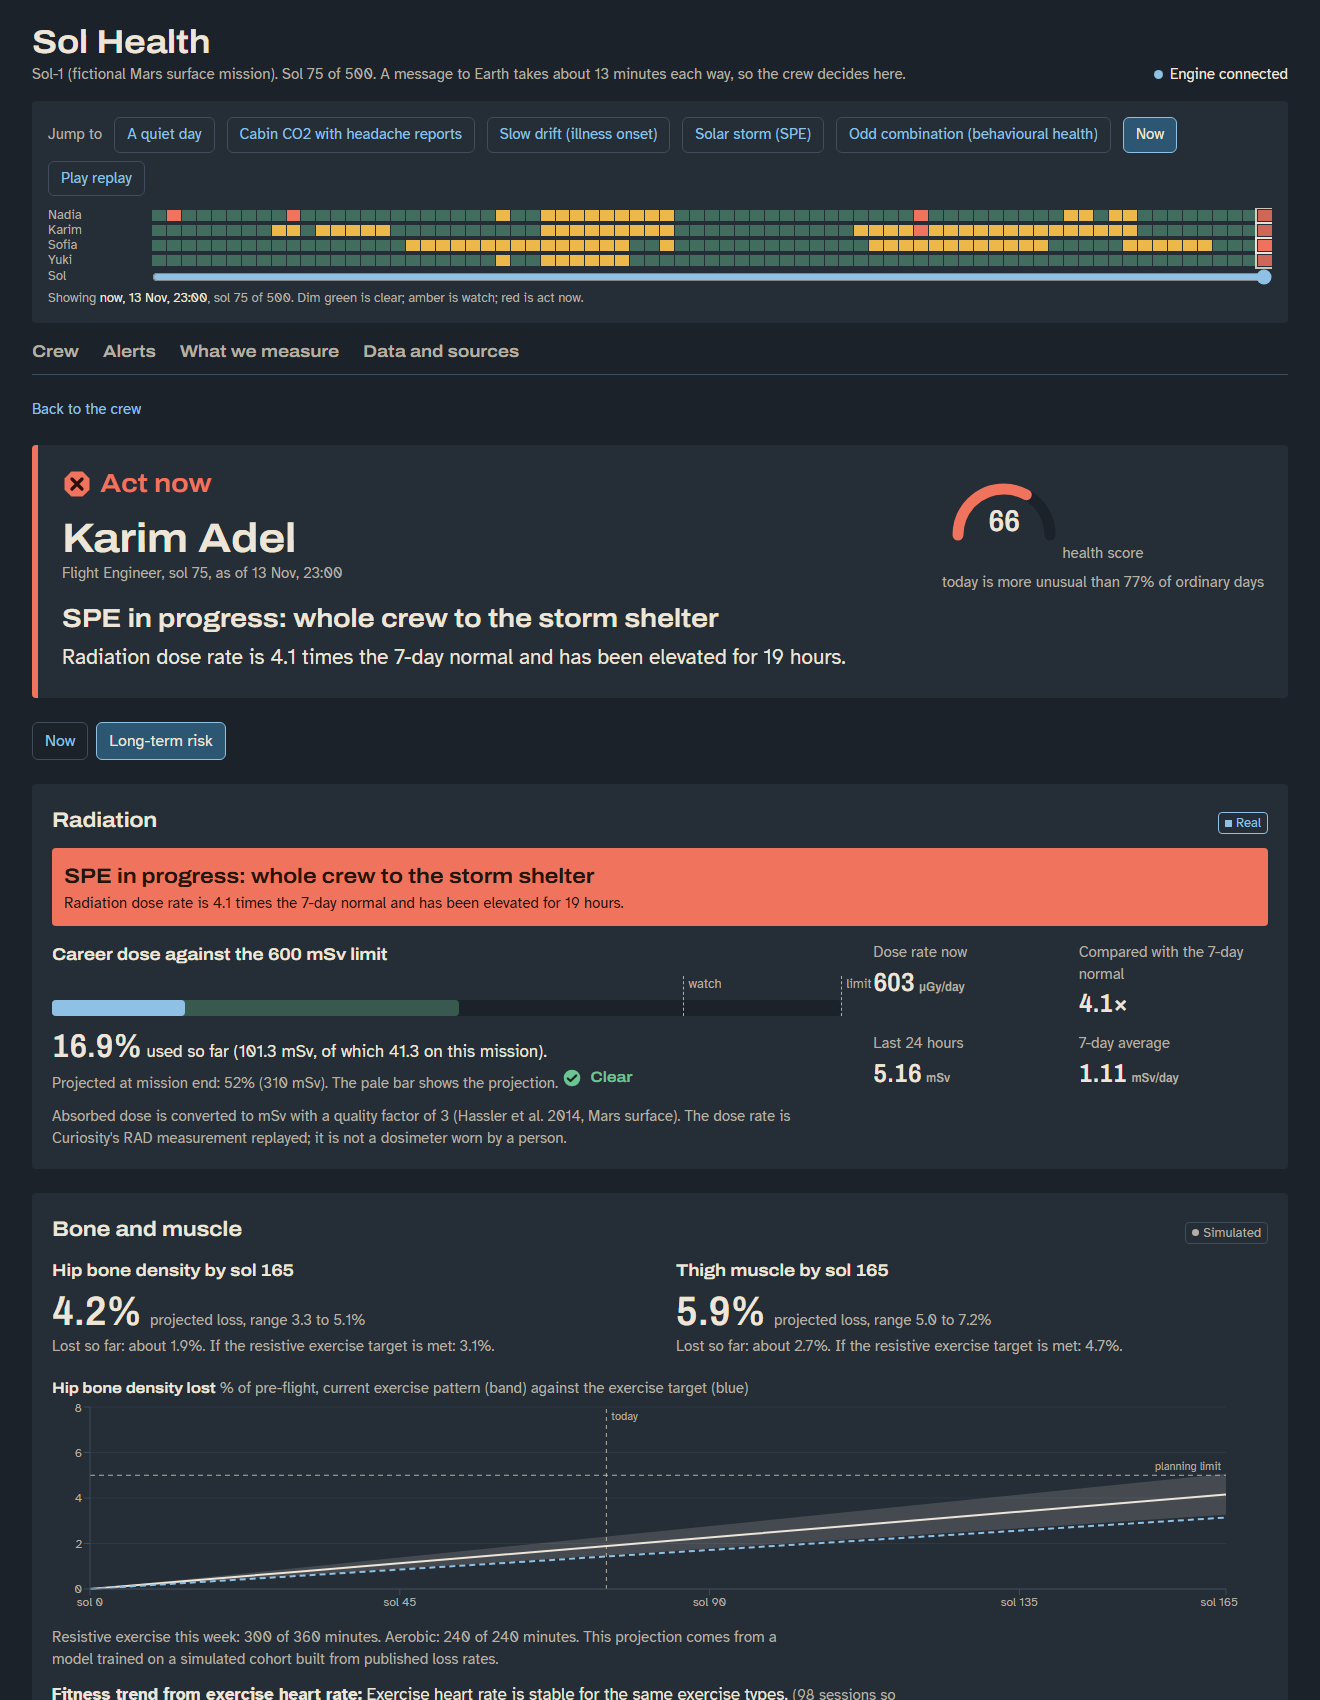 Sol Health
Sol-1 (fictional Mars surface mission). Sol 75 of 500. A message to Earth takes about 13 minutes each way, so the crew decides here.
Engine connected
Jump to
A quiet day
Cabin CO2 with headache reports
Slow drift (illness onset)
Solar storm (SPE)
Odd combination (behavioural health)
Now
Play replay
Nadia
Karim
Sofia
Yuki
Sol
Showing now, 13 Nov, 23:00, sol 75 of 500. Dim green is clear; amber is watch; red is act now.
Crew
Alerts
What we measure
Data and sources
Back to the crew
Act now
Karim Adel
Flight Engineer, sol 75, as of 13 Nov, 23:00
66
health score
today is more unusual than 77% of ordinary days
SPE in progress: whole crew to the storm shelter
Radiation dose rate is 4.1 times the 7-day normal and has been elevated for 19 hours.
Now
Long-term risk
Radiation
Real
SPE in progress: whole crew to the storm shelter
Radiation dose rate is 4.1 times the 7-day normal and has been elevated for 19 hours.
Career dose against the 600 mSv limit
watch
limit
16.9% used so far (101.3 mSv, of which 41.3 on this mission).
Projected at mission end: 52% (310 mSv). The pale bar shows the projection.
Clear
Absorbed dose is converted to mSv with a quality factor of 3 (Hassler et al. 2014, Mars surface). The dose rate is
Curiosity's RAD measurement replayed; it is not a dosimeter worn by a person.
Dose rate now
603 µGy/day
Compared with the 7-day
normal
4.1×
Last 24 hours
5.16 mSv
7-day average
1.11 mSv/day
Bone and muscle
Simulated
Hip bone density by sol 165
4.2% projected loss, range 3.3 to 5.1%
Lost so far: about 1.9%. If the resistive exercise target is met: 3.1%.
Thigh muscle by sol 165
5.9% projected loss, range 5.0 to 7.2%
Lost so far: about 2.7%. If the resistive exercise target is met: 4.7%.
Hip bone density lost % of pre-flight, current exercise pattern (band) against the exercise target (blue)
8
today
6
planning limit
4
2
0
sol 0
sol 45
sol 90
sol 135
sol 165
Resistive exercise this week: 300 of 360 minutes. Aerobic: 240 of 240 minutes. This projection comes from a
model trained on a simulated cohort built from published loss rates.
Fitness trend from exercise heart rate: Exercise heart rate is stable for the same exercise types. (98 sessions so